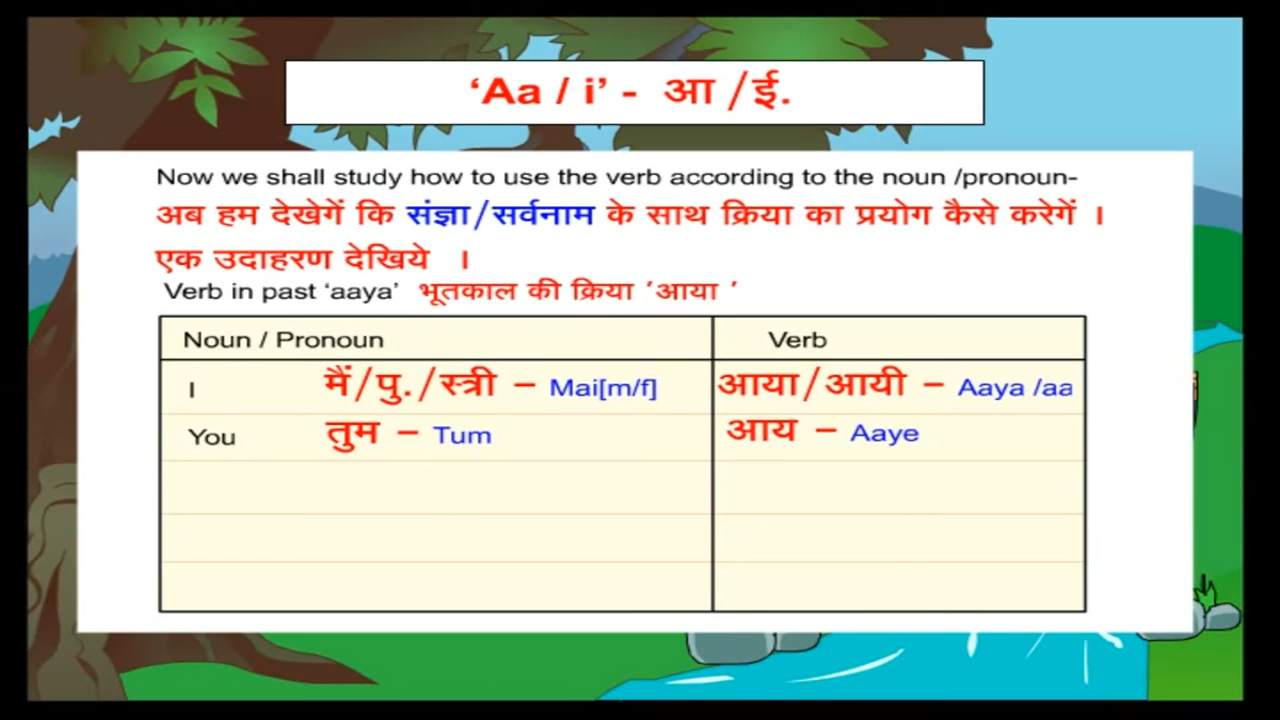 ‘Aa / i’ - आ /ई.
Now we shall study how to use the verb according to the noun /pronoun-
अब हम देखेगें कि संज्ञा/सर्वनाम के साथ क्रिया का प्रयोग कैसे करेगें ।
एक उदाहरण देखिये ।
Verb in past ‘aaya’ भूतकाल की क्रिया ’आया ’
Noun / Pronoun Verb
I मैं/पु./स्त्री – Mai[m/f] आया/आयी – Aaya /aa
You तुम – Tum आय – Aaye